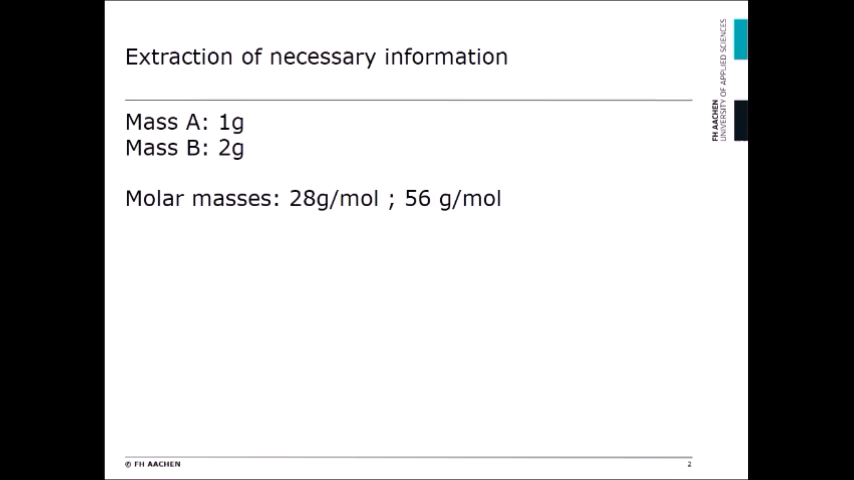 Extraction of necessary information
Mass A: 1g
Mass B: 2g
Molar masses: 28g/mol ; 56 g/mol
FH AACHEN
UNIVERSITY OF APPLIED SCIENCES
© FH AACHEN
2